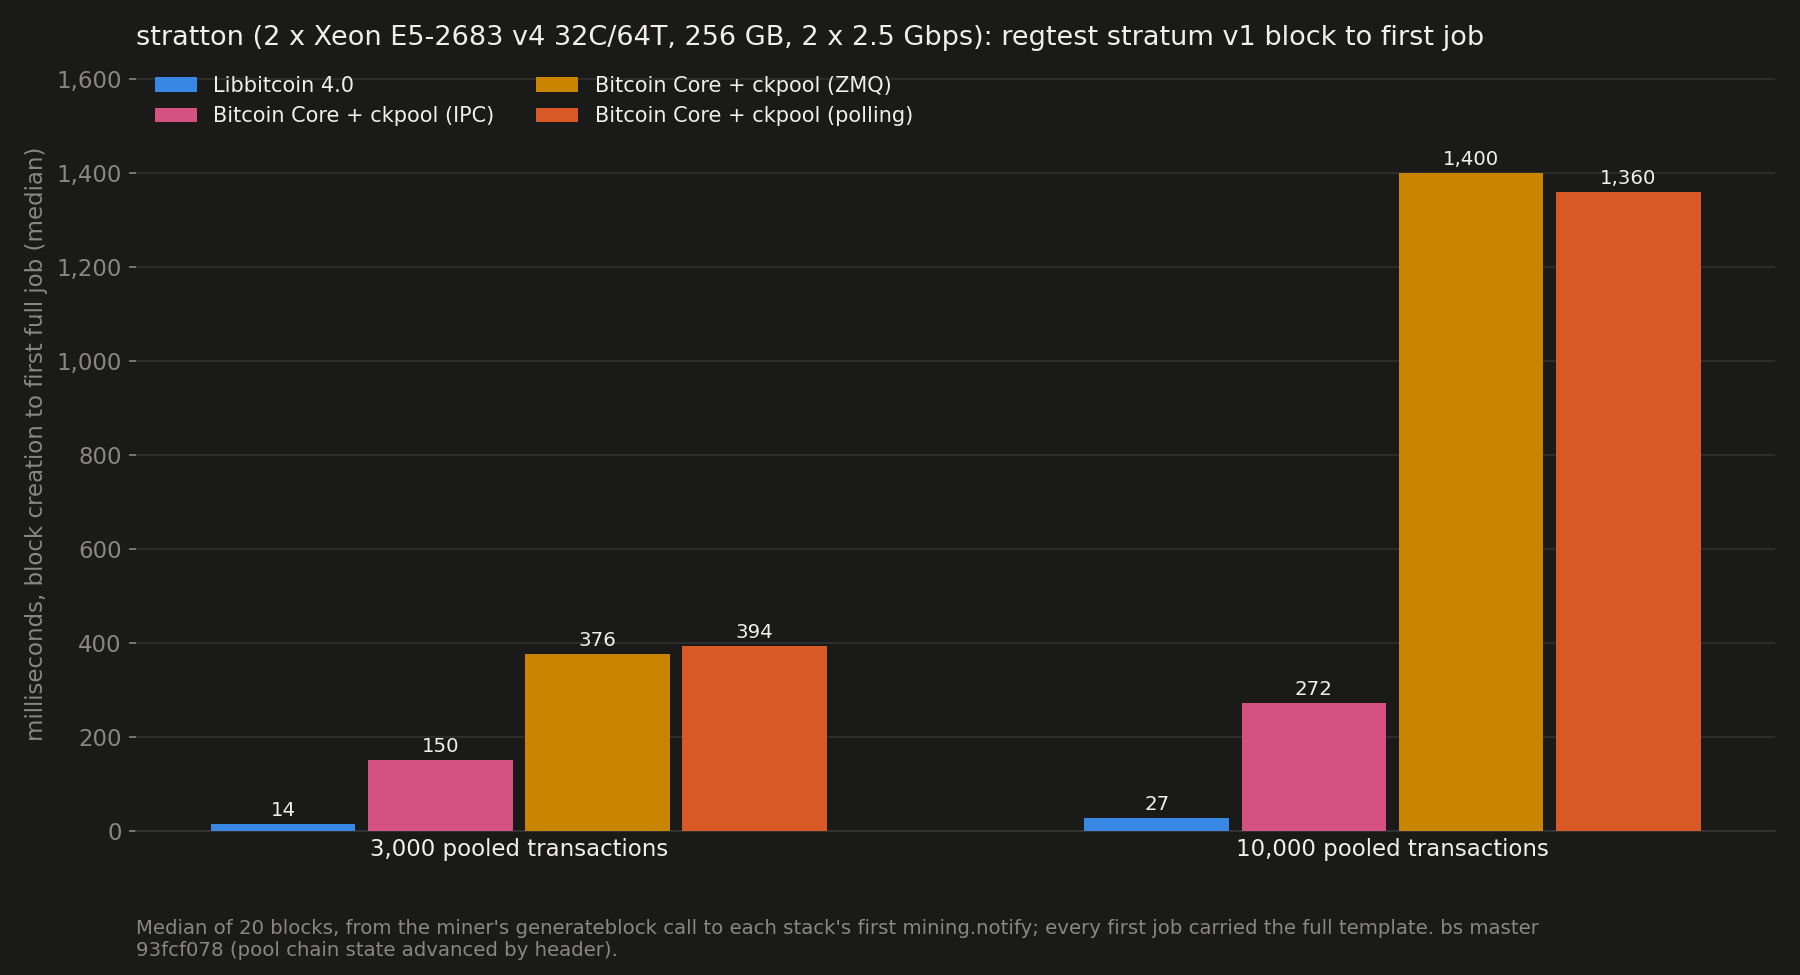 stratton (2 x Xeon E5-2683 v4 32C/64T, 256 GB, 2 x 2.5 Gbps): regtest stratum v1 block to first job
Libbitcoin 4.0
Bitcoin Core + ckpool (IPC)
Bitcoin Core + ckpool (ZMQ)
Bitcoin Core + ckpool (polling)
milliseconds, block creation to first full job (median)
1,600
1,400
1,200
1,000
800
600
400
200
0
14
150
376
394
27
272
1,400
1,360
3,000 pooled transactions
10,000 pooled transactions
Median of 20 blocks, from the miner's generateblock call to each stack's first mining.notify; every first job carried the full template. bs master
93fcf078 (pool chain state advanced by header).